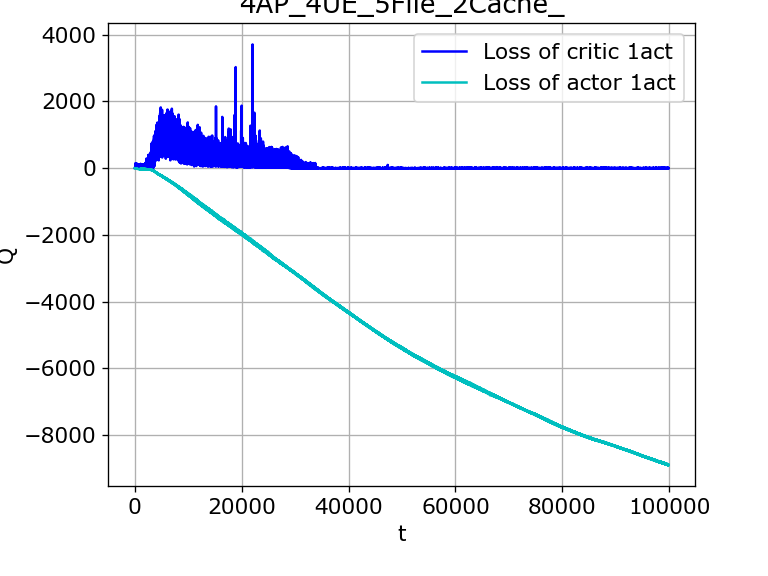 4AP_4UE_5File_2Cache_
4000
2000
0
−2000
−4000
−6000
−8000
Q
Loss of critic 1act
Loss of actor 1act
0 20000 40000 60000 80000 100000
t